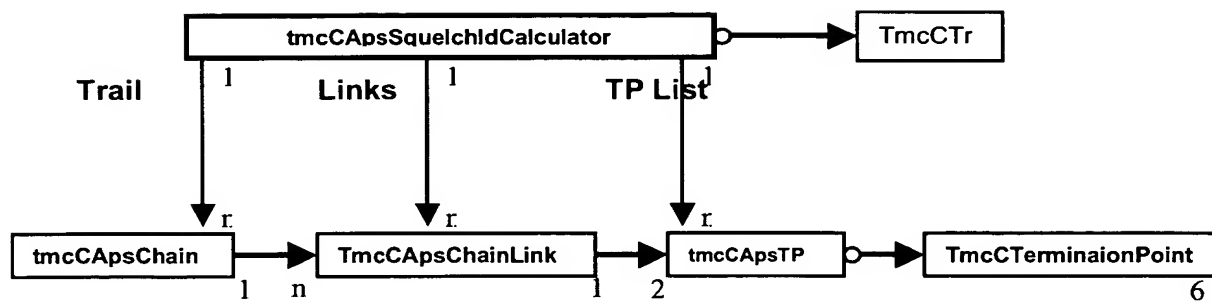 tmcCApsSquelchIdCalculator
TmcCTr
1 1 1
Trail Links TP List
r. r. r.
tmcCApsChain TmcCApsChainLink tmcCApsTP TmcCTerminaionPoint
1 n 1 2 6